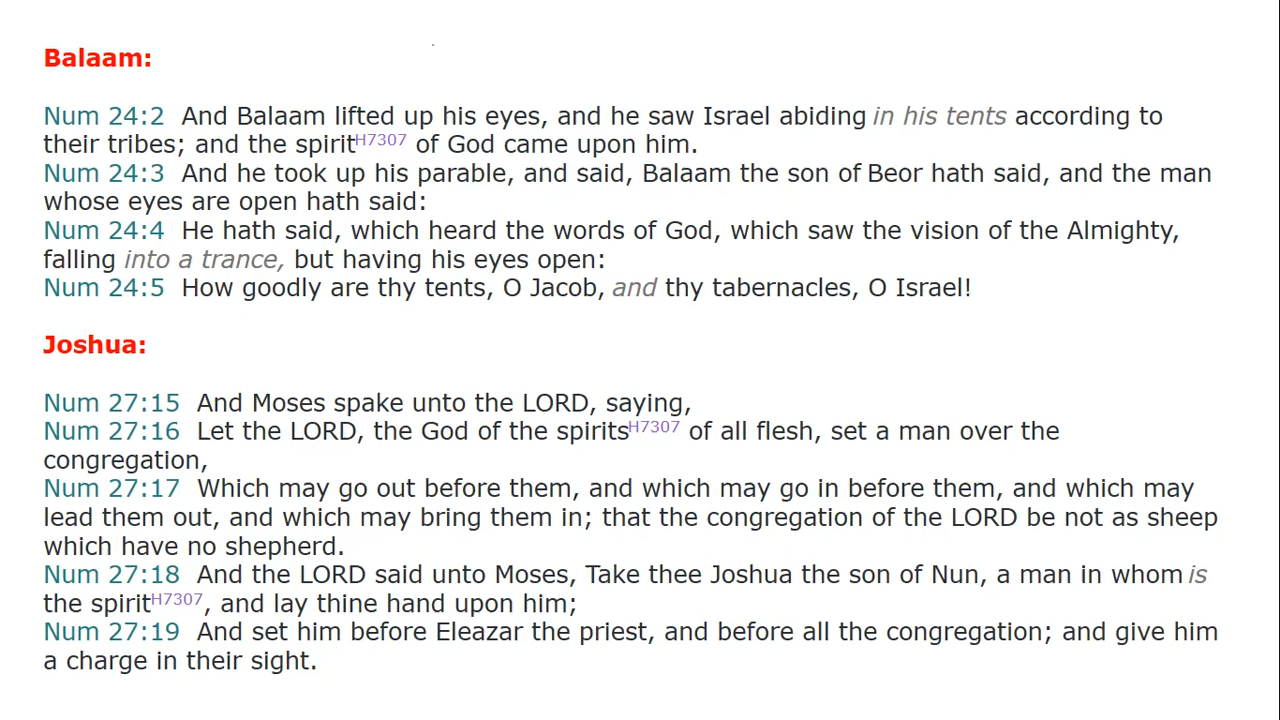 Balaam:
Num 24:2 And Balaam lifted up his eyes, and he saw Israel abiding in his tents according to
their tribes; and the spiritH7307 of God came upon him.
Num 24:3 And he took up his parable, and said, Balaam the son of Beor hath said, and the man
whose eyes are open hath said:
Num 24:4 He hath said, which heard the words of God, which saw the vision of the Almighty,
falling into a trance, but having his eyes open:
Num 24:5 How goodly are thy tents, O Jacob, and thy tabernacles, O Israel!
Joshua:
Num 27:15 And Moses spake unto the LORD, saying,
Num 27:16 Let the LORD, the God of the spiritsH7307 of all flesh, set a man over the
congregation,
Num 27:17 Which may go out before them, and which may go in before them, and which may
lead them out, and which may bring them in; that the congregation of the LORD be not as sheep
which have no shepherd.
Num 27:18 And the LORD said unto Moses, Take thee Joshua the son of Nun, a man in whom is
the spiritH7307, and lay thine hand upon him;
Num 27:19 And set him before Eleazar the priest, and before all the congregation; and give him
a charge in their sight.